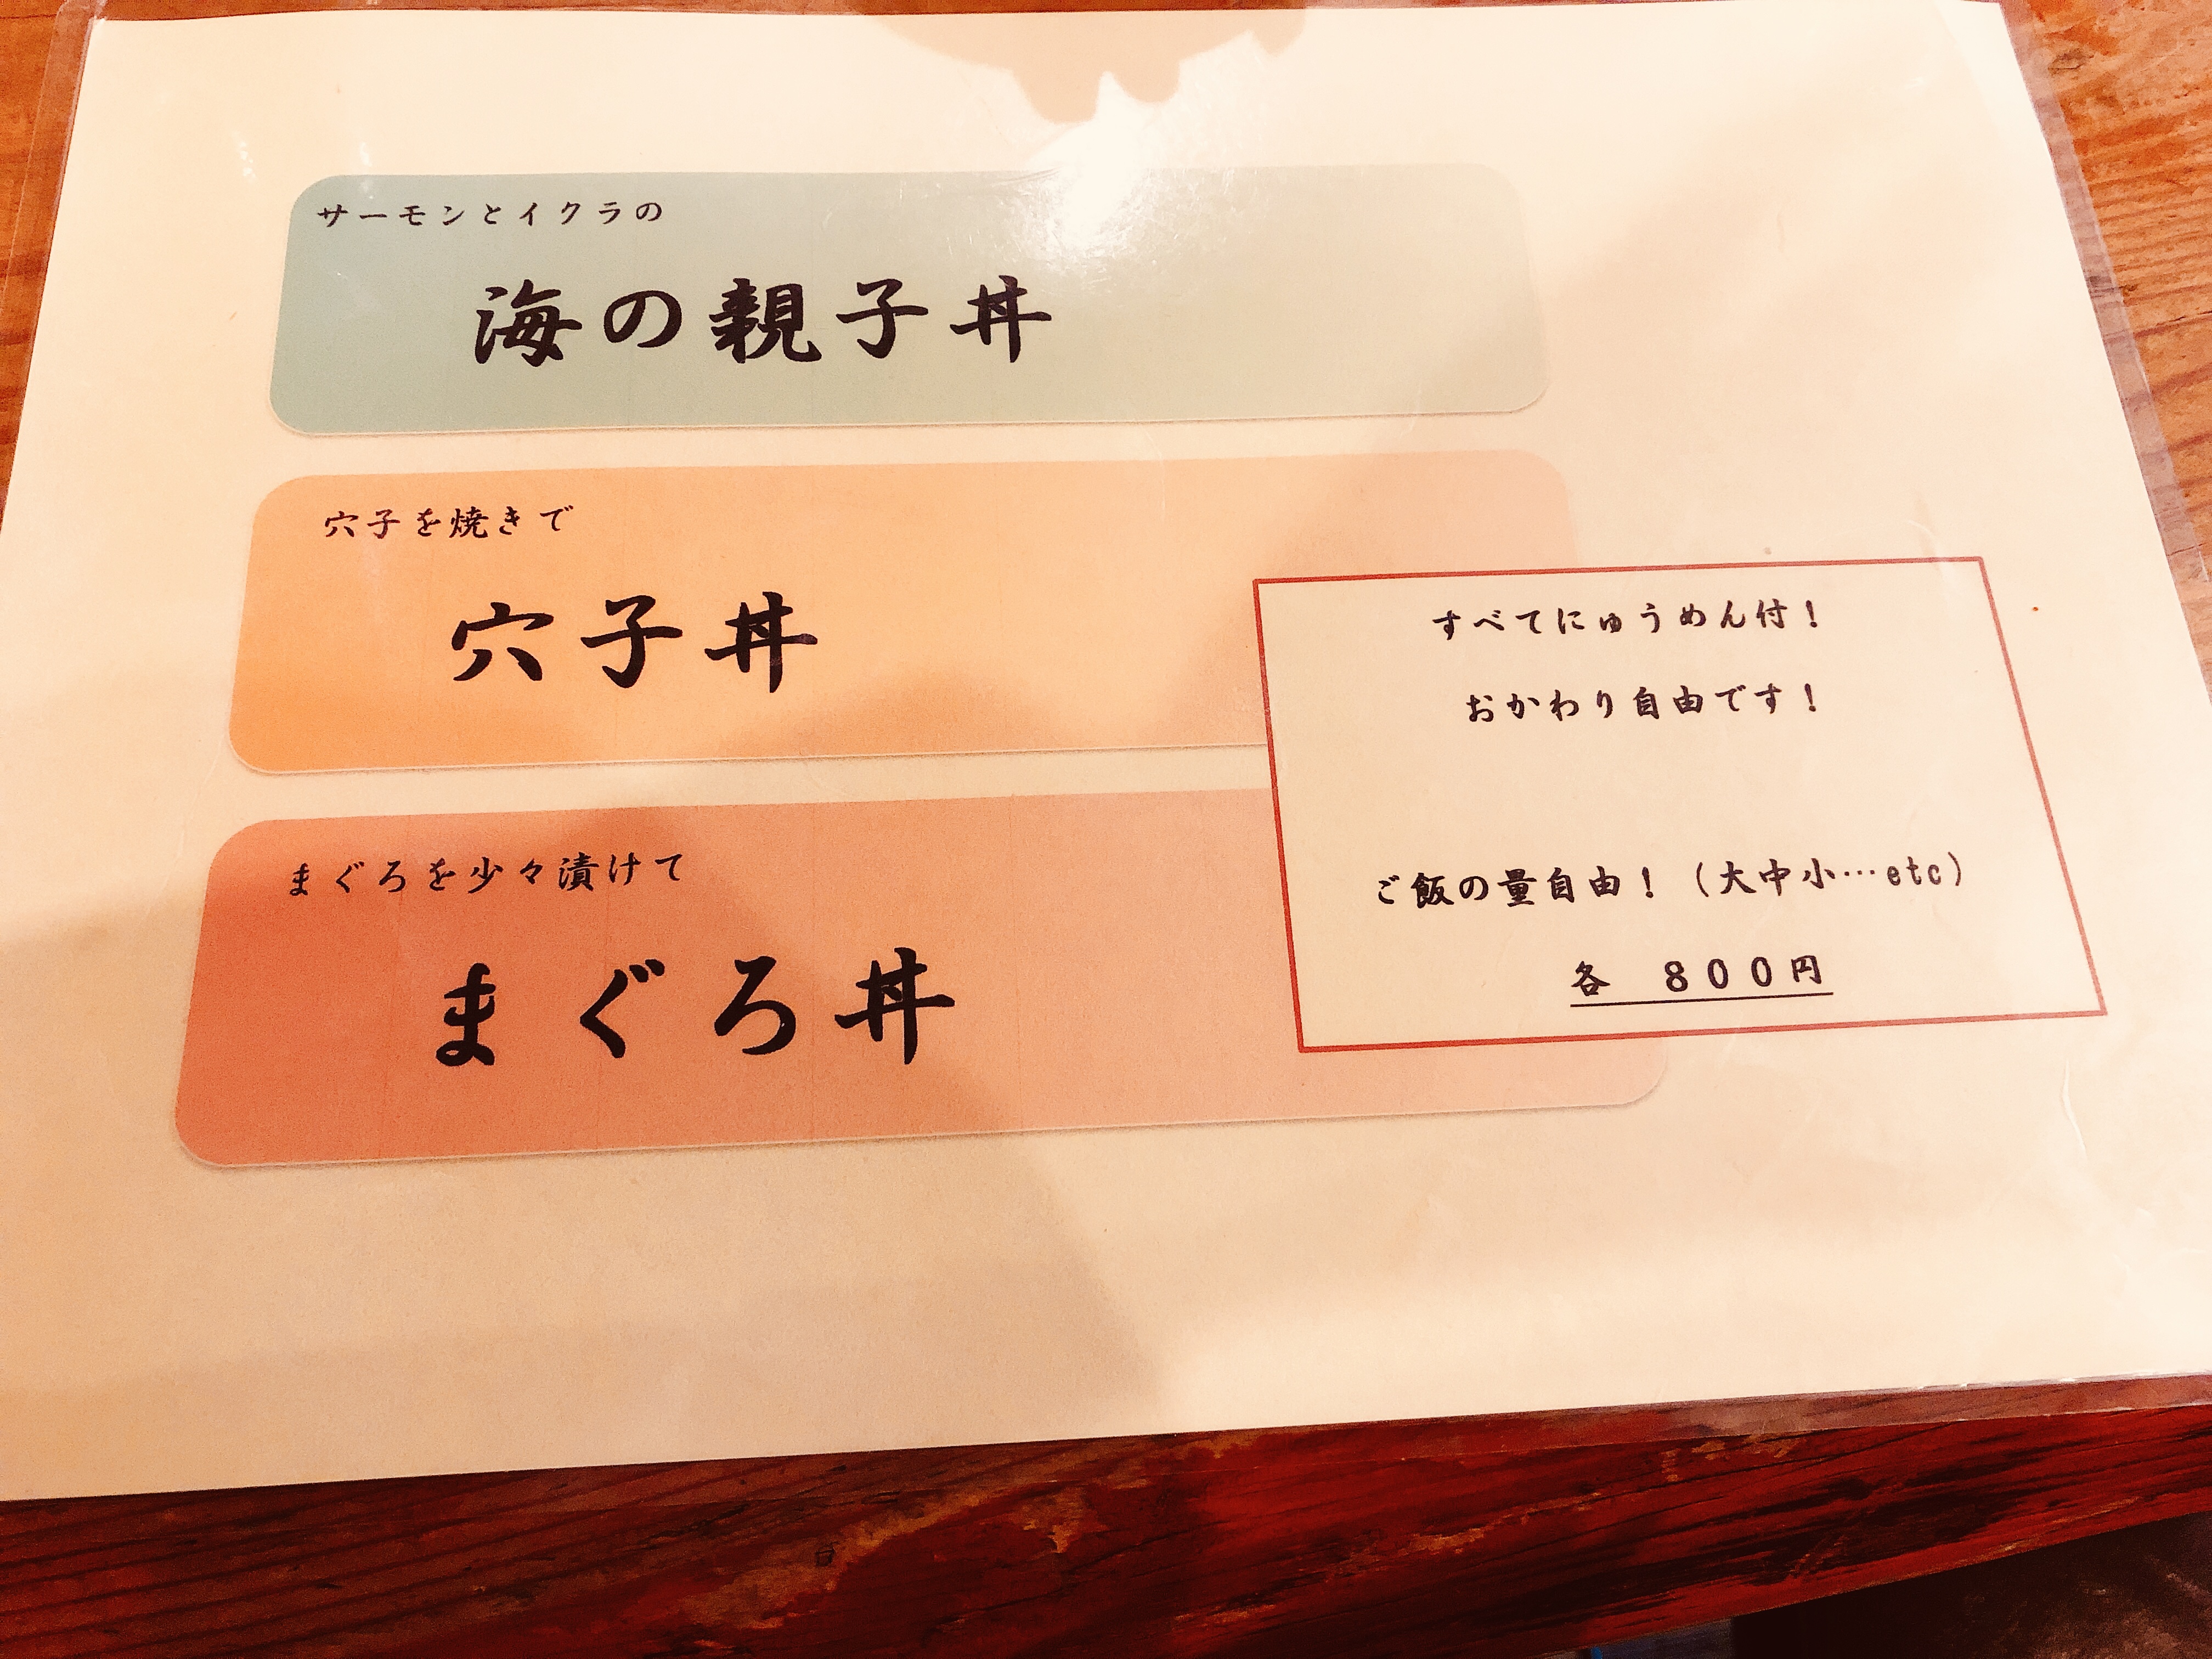 サーモンとイクラの
海の親子丼
穴子を焼きで
穴子丼
まぐろを少々漬けて
まぐろ丼
すべてにゅうめん付！
おかわり自由です！
ご飯の量自由！（大中小…etc）
各　８００円